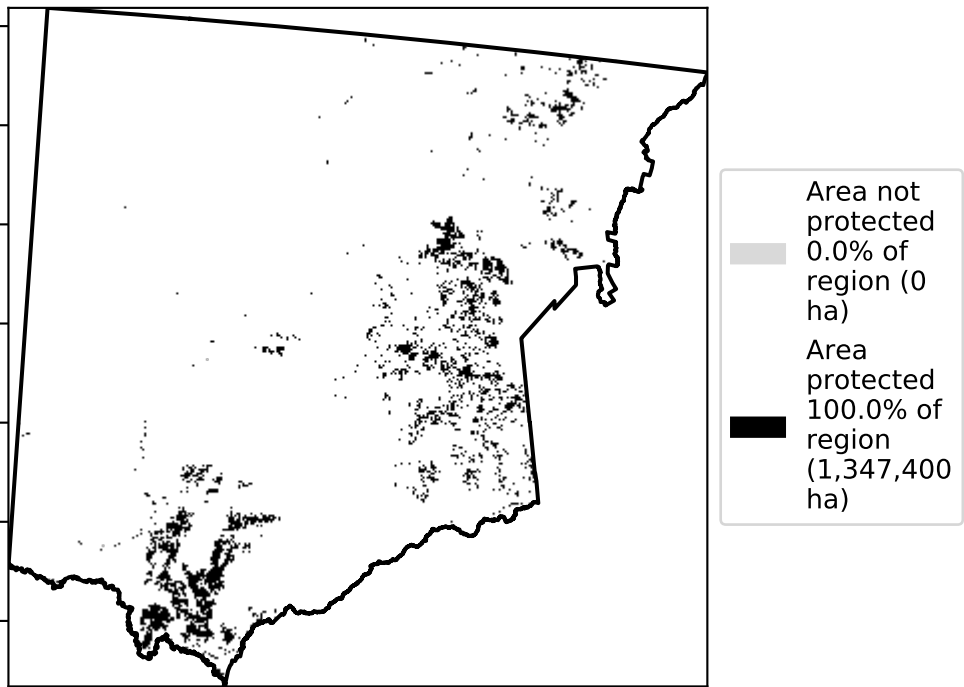 Area not
protected
0.0% of
region (0
ha)
Area
protected
100.0% of
region
(1,347,400
ha)